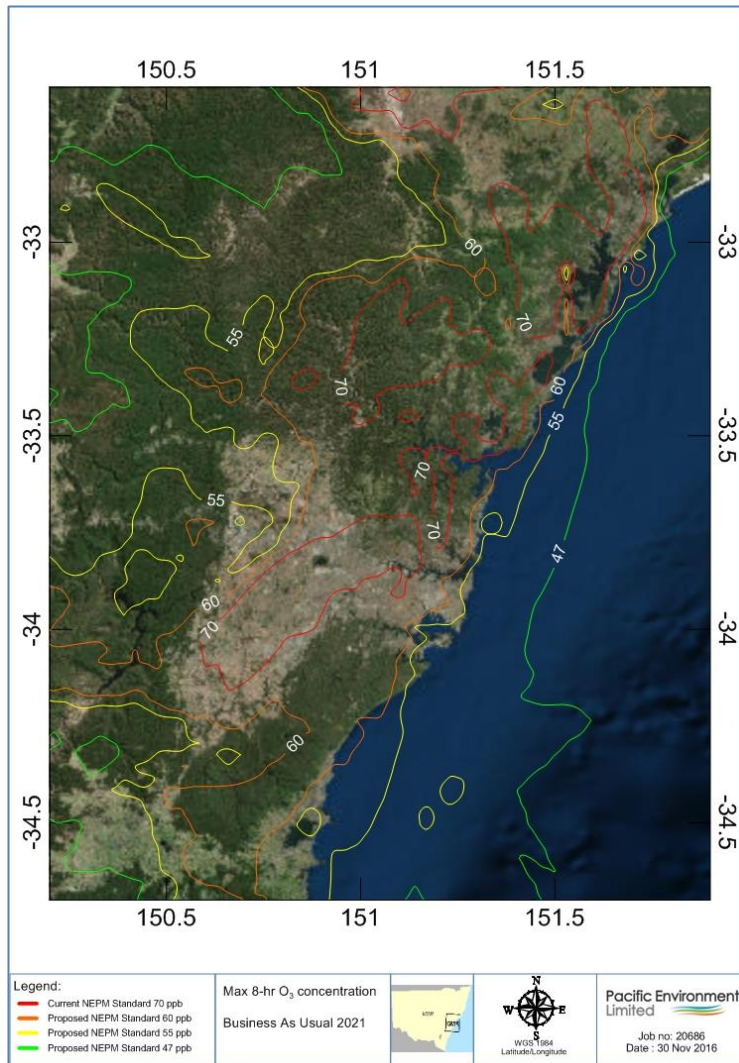 150.5 151 151.5
-33
-33
60
70
55
70
60
55
-33.5
-33.5
70
55
70
47
60
-34
-34
70
60
-34.5
-34.5
150.5 151 151.5
Legend:
Current NEPM Standard 70 ppb
Proposed NEPM Standard 60 ppb
Proposed NEPM Standard 55 ppb
Proposed NEPM Standard 47 ppb
Max 8-hr O₃ concentration
Business As Usual 2021
N
W E
S
WGS 1984
Latitude/Longitude
Pacific Environment
Limited
Job no: 20686
Date : 30 Nov 2016